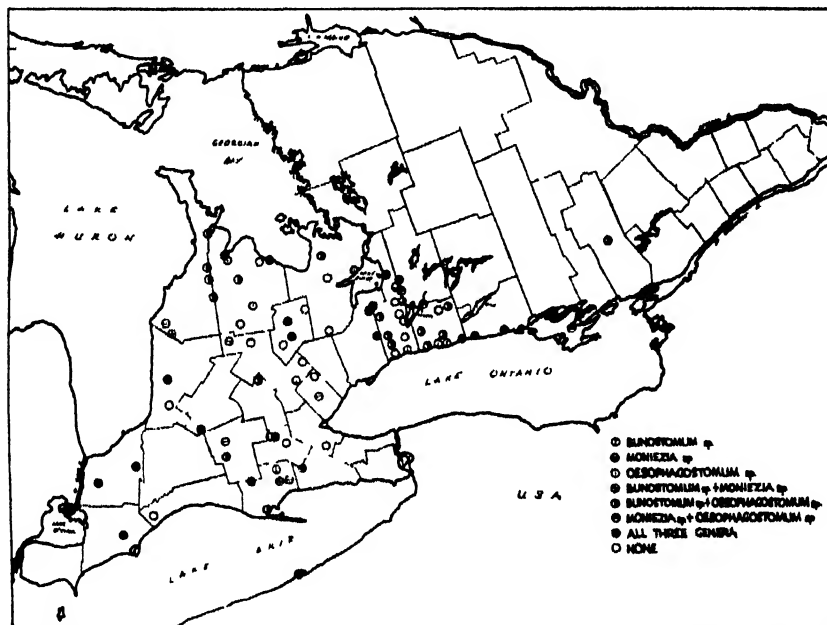 GEORGIAN
BAY
LAKE
HURON
LAKE ONTARIO
USA
LAKE ERIE
BUNOSTOMUM sp.
MONIEZIA sp.
OESOPHAGOSTOMUM sp.
BUNOSTOMUM sp. + MONIEZIA sp.
BUNOSTOMUM sp. + OESOPHAGOSTOMUM sp.
MONIEZIA sp. + OESOPHAGOSTOMUM sp.
ALL THREE GENERA
NONE